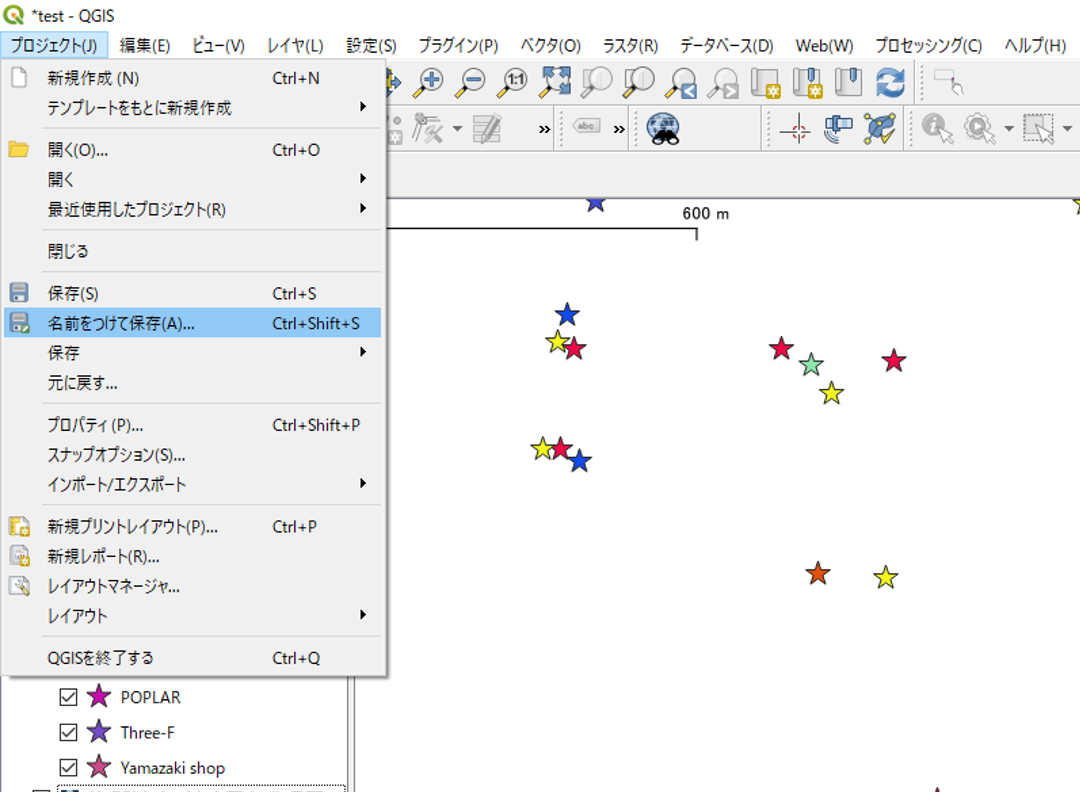 *test - QGIS
プロジェクト(J) 編集(E) ビュー(V) レイヤ(L) 設定(S) プラグイン(P) ベクタ(O) ラスタ(R) データベース(D) Web(W) プロセッシング(C) ヘルプ(H)
新規作成 (N) Ctrl+N
テンプレートをもとに新規作成
開く(O)... Ctrl+O
開く
最近使用したプロジェクト(R)
閉じる
保存(S) Ctrl+S
名前をつけて保存(A)... Ctrl+Shift+S
保存
元に戻す...
プロパティ (P)... Ctrl+Shift+P
スナップオプション(S)...
インポート/エクスポート
新規プリントレイアウト(P)... Ctrl+P
新規レポート(R)...
レイアウトマネージャ...
レイアウト
QGISを終了する Ctrl+Q
POPLAR
Three-F
Yamazaki shop
1:1
abc
600 m